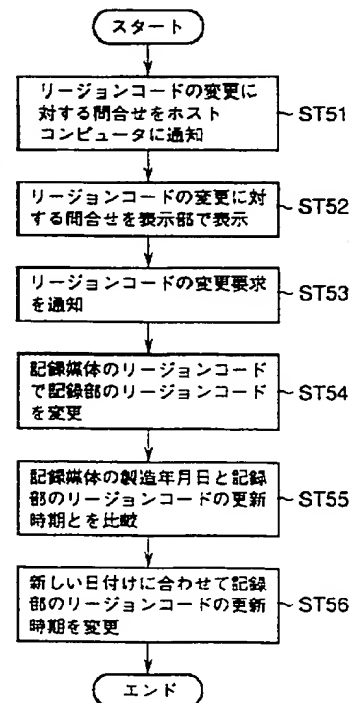 【図10】
スタート
リージョンコードの変更に
対する問合せをホスト
コンピュータに通知
ST51
リージョンコードの変更に対
する問合せを表示部で表示
ST52
リージョンコードの変更要求
を通知
ST53
記録媒体のリージョンコード
で記録部のリージョンコード
を変更
ST54
記録媒体の製造年月日と記録
部のリージョンコードの更新
時期とを比較
ST55
新しい日付けに合わせて記録
部のリージョンコードの更新
時期を変更
ST56
エンド